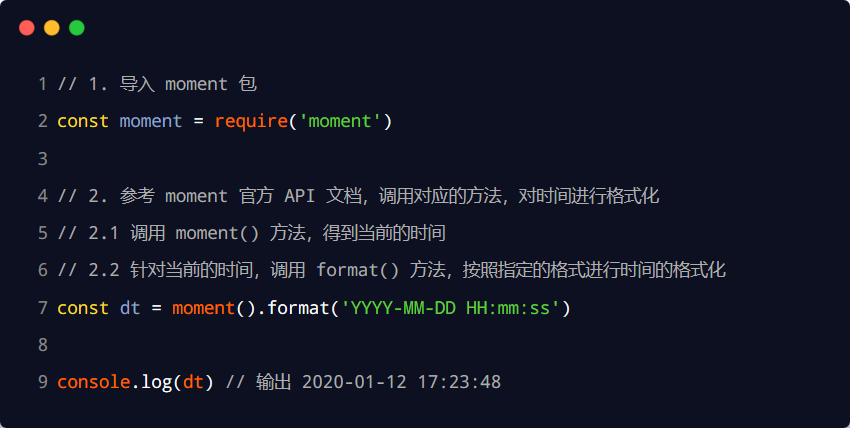 1 // 1. 导入 moment 包
2 const moment = require('moment')
3
4 // 2. 参考 moment 官方 API 文档，调用对应的方法，对时间进行格式化
5 // 2.1 调用 moment() 方法，得到当前的时间
6 // 2.2 针对当前的时间，调用 format() 方法，按照指定的格式进行时间的格式化
7 const dt = moment().format('YYYY-MM-DD HH:mm:ss')
8
9 console.log(dt) // 输出 2020-01-12 17:23:48